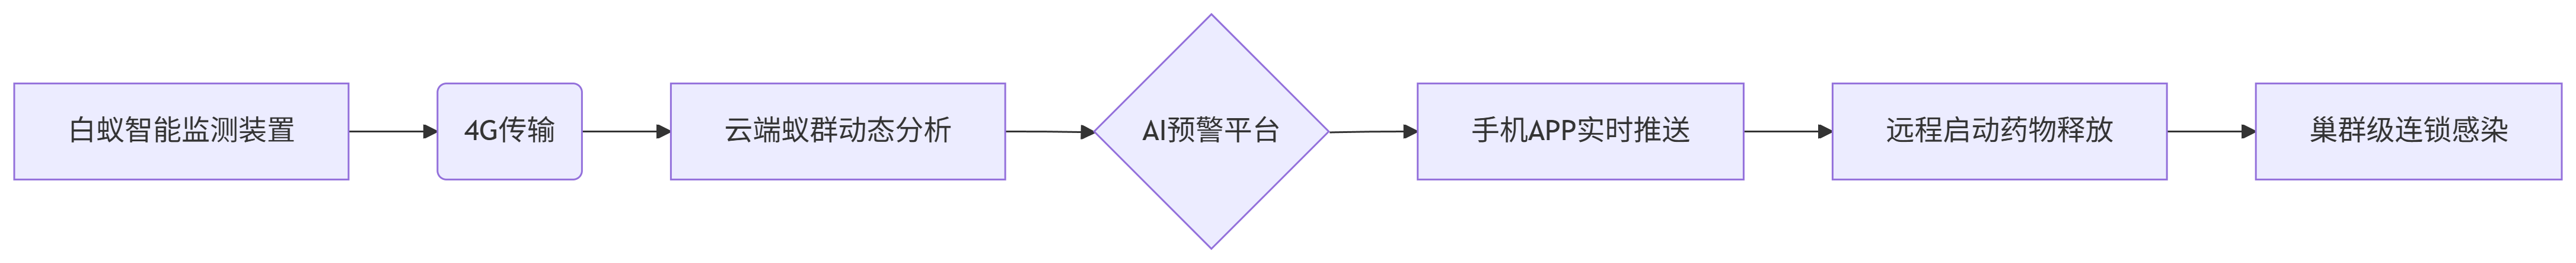 白蚁智能监测装置
4G传输
云端蚁群动态分析
AI预警平台
手机APP实时推送
远程启动药物释放
巢群级连锁感染